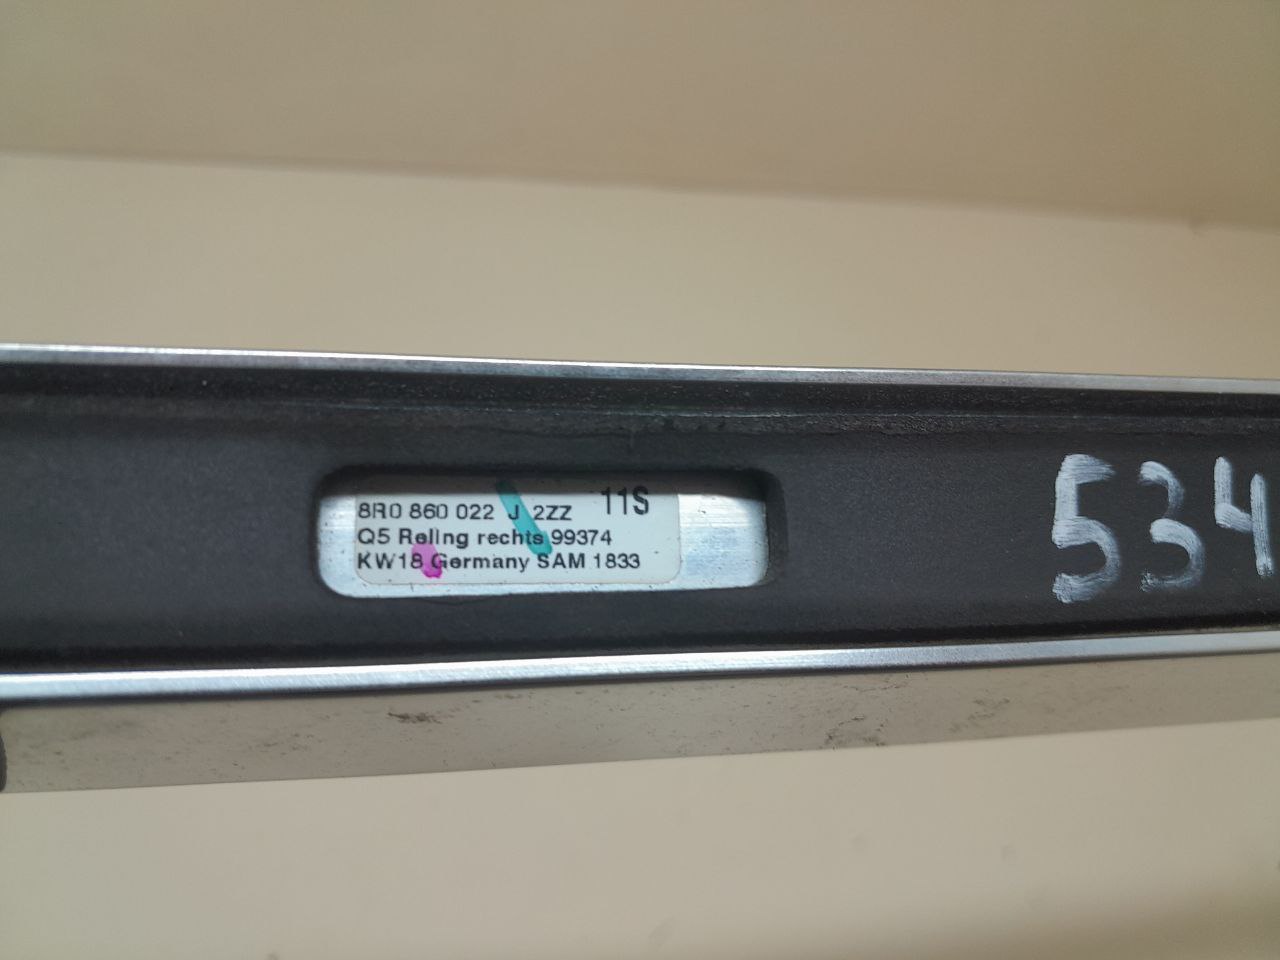 8R0 860 022 J 2ZZ 11S
Q5 Reling rechts 99374
KW18 Germany SAM 1833
534